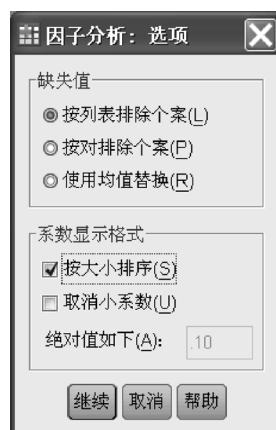 因子分析：选项
缺失值
按列表排除个案(L)
按对排除个案(P)
使用均值替换(R)
系数显示格式
按大小排序(S)
取消小系数(U)
绝对值如下(A):
.10
继续 取消 帮助